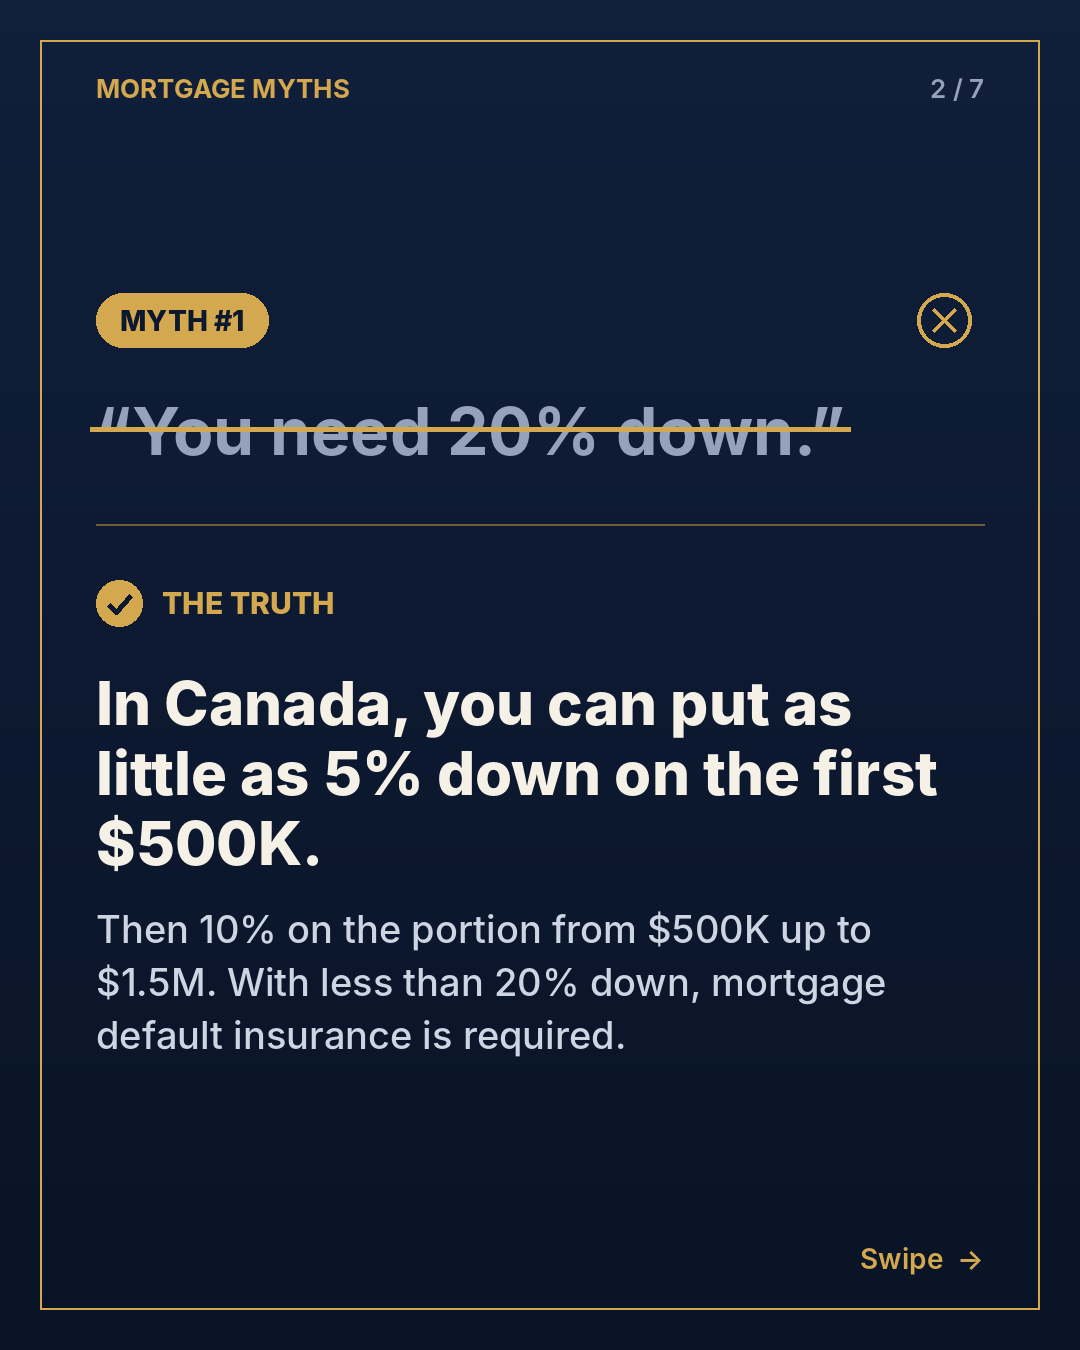 MORTGAGE MYTHS
2 / 7
MYTH #1
“You need 20% down.”
THE TRUTH
In Canada, you can put as
little as 5% down on the first
$500K.
Then 10% on the portion from $500K up to
$1.5M. With less than 20% down, mortgage
default insurance is required.
Swipe →